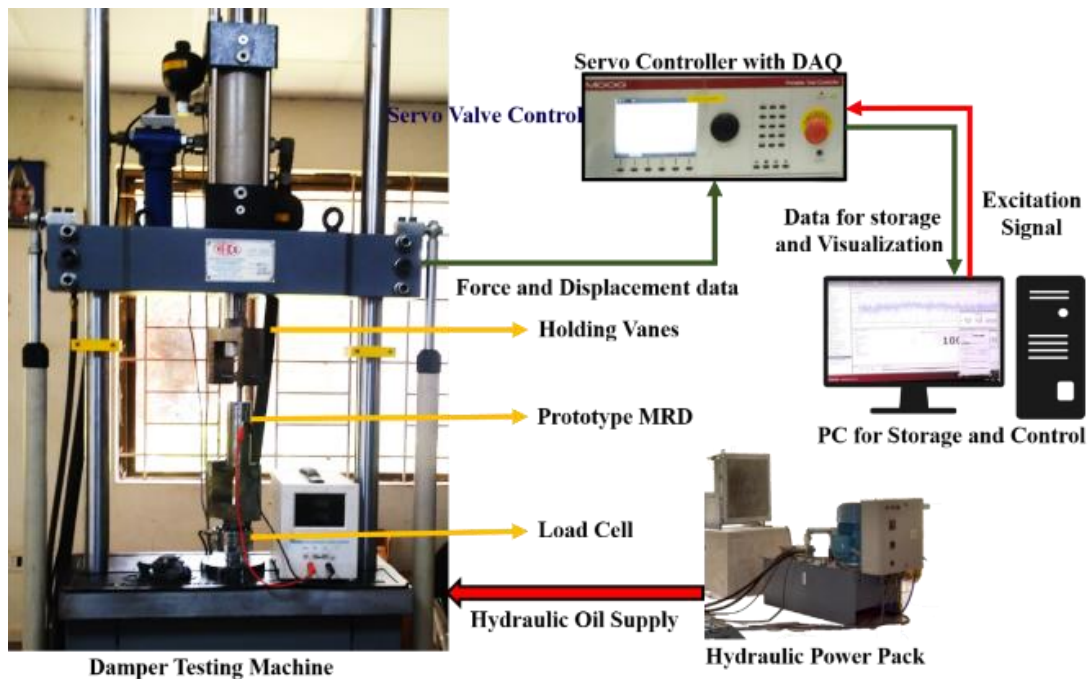 Servo Controller with DAQ
MOOG
Servo Valve Control
Data for storage
and Visualization
Excitation
Signal
Force and Displacement data
Holding Vanes
Prototype MRD
PC for Storage and Control
Load Cell
Hydraulic Oil Supply
Hydraulic Power Pack
Damper Testing Machine